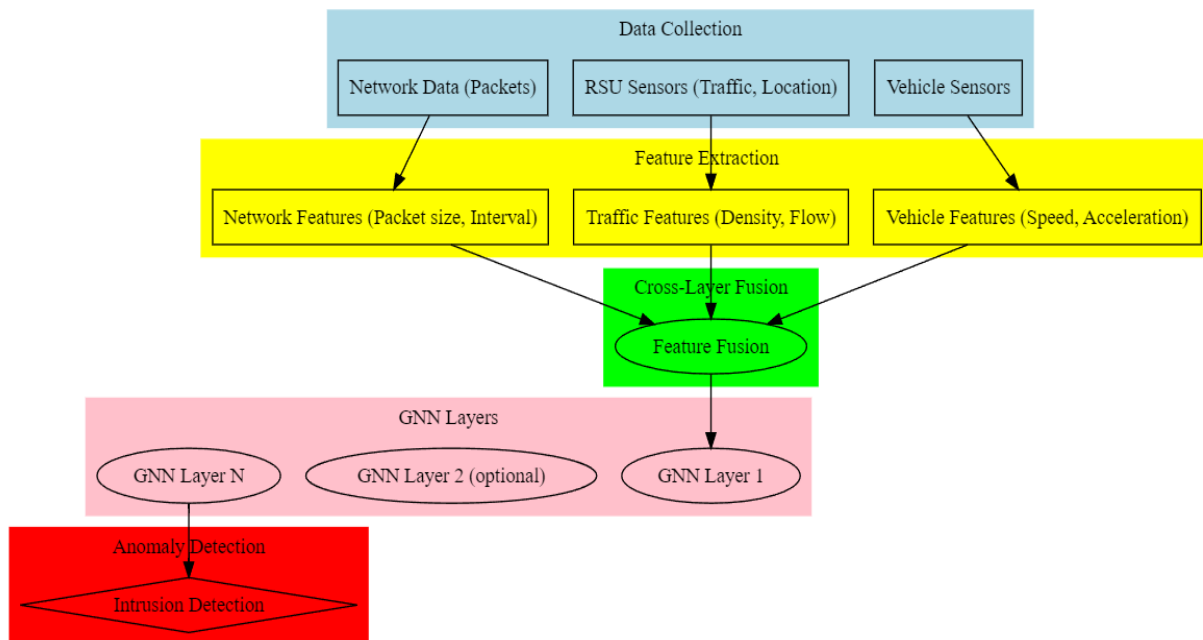 Data Collection
Network Data (Packets)
RSU Sensors (Traffic, Location)
Vehicle Sensors
Feature Extraction
Network Features (Packet size, Interval)
Traffic Features (Density, Flow)
Vehicle Features (Speed, Acceleration)
Cross-Layer Fusion
Feature Fusion
GNN Layers
GNN Layer N
GNN Layer 2 (optional)
GNN Layer 1
Anomaly Detection
Intrusion Detection